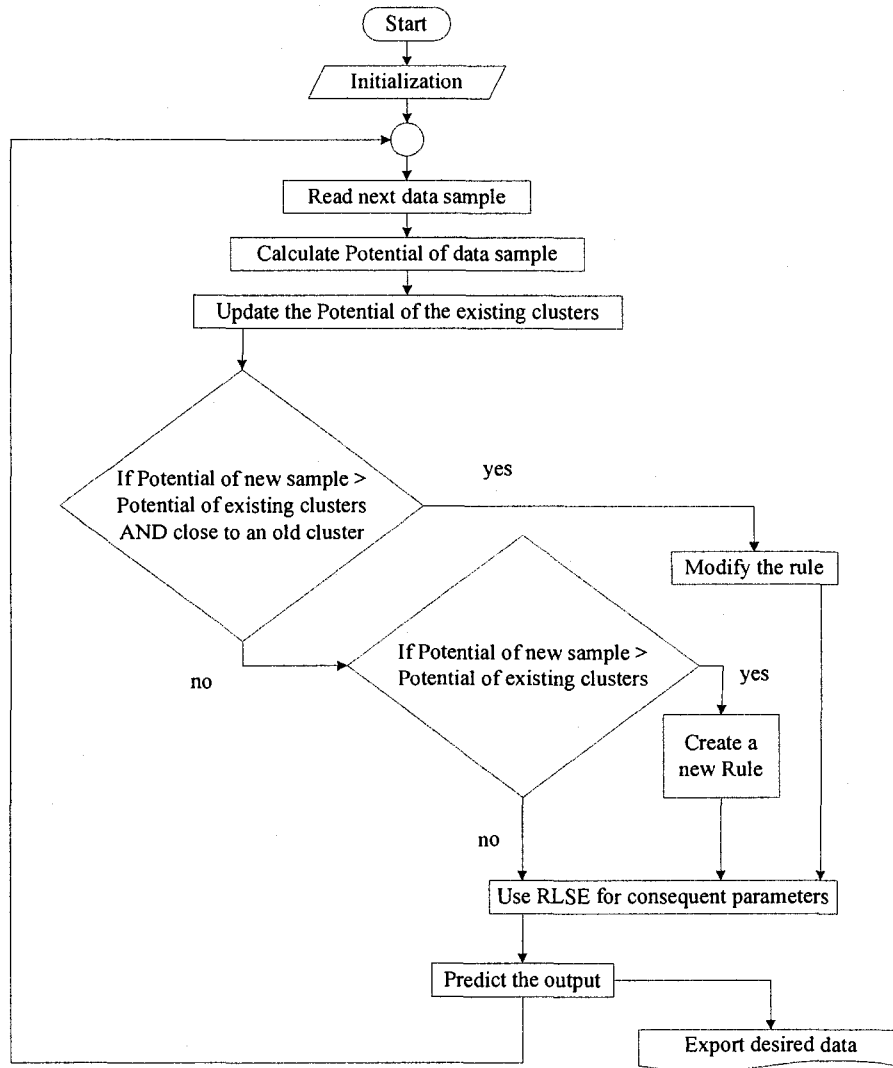 Start
Initialization
Read next data sample
Calculate Potential of data sample
Update the Potential of the existing clusters
If Potential of new sample >
Potential of existing clusters
AND close to an old cluster
yes
Modify the rule
no
If Potential of new sample >
Potential of existing clusters
yes
Create a
new Rule
no
Use RLSE for consequent parameters
Predict the output
Export desired data